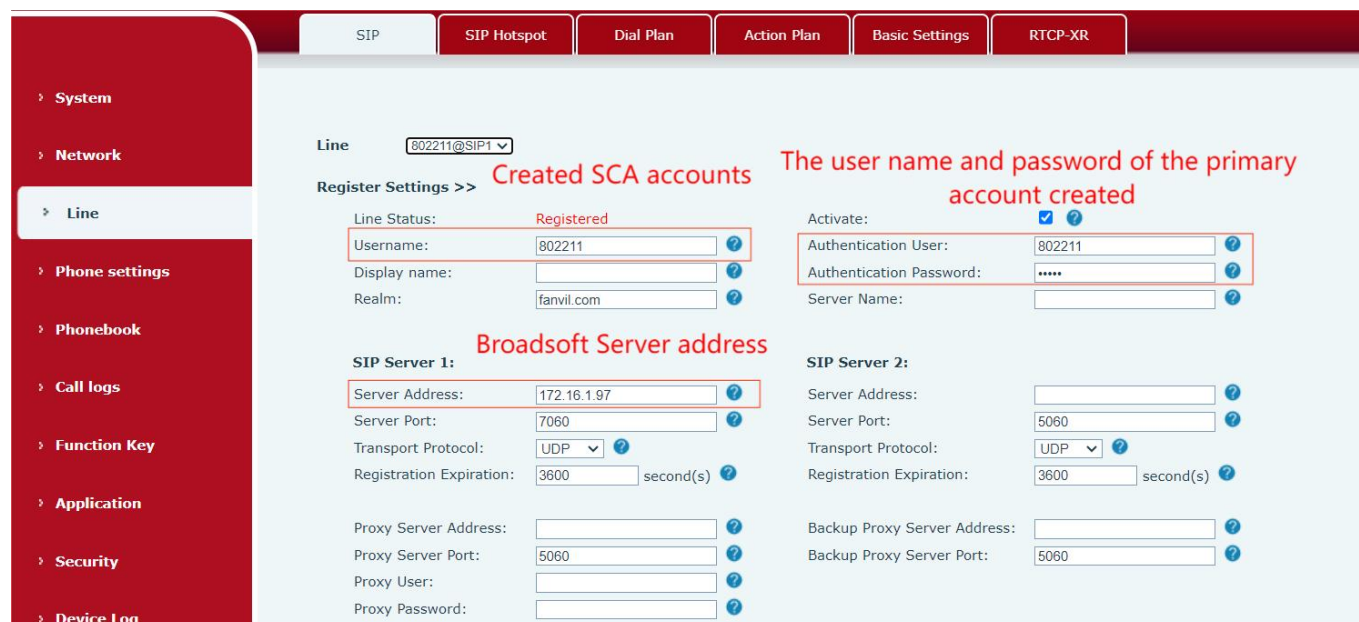 SIP SIP Hotspot Dial Plan Action Plan Basic Settings RTCP-XR
System
Network
Line
Phone settings
Phonebook
Call logs
Function Key
Application
Security
Device Log
Line 802211@SIP1
Created SCA accounts
The user name and password of the primary
account created
Register Settings >>
Line Status: Registered Activate:
Username: 802211 Authentication User: 802211
Display name: Authentication Password: •••••
Realm: fanvil.com Server Name:
Broadsoft Server address
SIP Server 1: SIP Server 2:
Server Address: 172.16.1.97 Server Address:
Server Port: 7060 Server Port: 5060
Transport Protocol: UDP Transport Protocol: UDP
Registration Expiration: 3600 second(s) Registration Expiration: 3600 second(s)
Proxy Server Address: Backup Proxy Server Address:
Proxy Server Port: 5060 Backup Proxy Server Port: 5060
Proxy User:
Proxy Password: